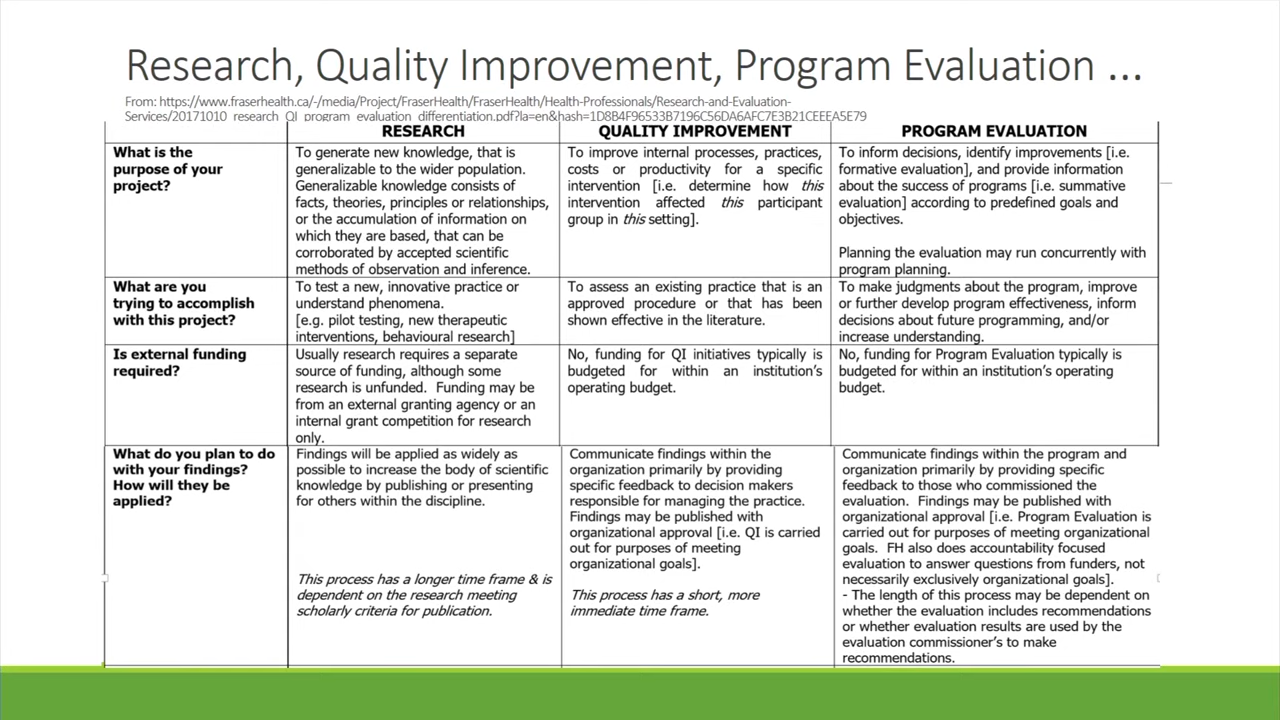 Research, Quality Improvement, Program Evaluation ...
From: https://www.fraserhealth.ca/-/media/Project/FraserHealth/FraserHealth/Health-Professionals/Research-and-Evaluation-
Services/20171010_research_QI_program_evaluation_differentiation.pdf?la=en&hash=1D8B4F96533B7196C56DA6AFC7E3B21CEEEA5E79
RESEARCH
QUALITY IMPROVEMENT
PROGRAM EVALUATION
What is the
purpose of your
project?
To generate new knowledge, that is
generalizable to the wider population.
Generalizable knowledge consists of
facts, theories, principles or relationships,
or the accumulation of information on
which they are based, that can be
corroborated by accepted scientific
methods of observation and inference.
To improve internal processes, practices,
costs or productivity for a specific
intervention [i.e. determine how this
intervention affected this participant
group in this setting].
To inform decisions, identify improvements [i.e.
formative evaluation], and provide information
about the success of programs [i.e. summative
evaluation] according to predefined goals and
objectives.
Planning the evaluation may run concurrently with
program planning.
What are you
trying to accomplish
with this project?
To test a new, innovative practice or
understand phenomena.
[e.g. pilot testing, new therapeutic
interventions, behavioural research]
To assess an existing practice that is an
approved procedure or that has been
shown effective in the literature.
To make judgments about the program, improve
or further develop program effectiveness, inform
decisions about future programming, and/or
increase understanding.
Is external funding
required?
Usually research requires a separate
source of funding, although some
research is unfunded. Funding may be
from an external granting agency or an
internal grant competition for research
only.
No, funding for QI initiatives typically is
budgeted for within an institution's
operating budget.
No, funding for Program Evaluation typically is
budgeted for within an institution's operating
budget.
What do you plan to do
with your findings?
How will they be
applied?
Findings will be applied as widely as
possible to increase the body of scientific
knowledge by publishing or presenting
for others within the discipline.
This process has a longer time frame & is
dependent on the research meeting
scholarly criteria for publication.
Communicate findings within the
organization primarily by providing
specific feedback to decision makers
responsible for managing the practice.
Findings may be published with
organizational approval [i.e. QI is carried
out for purposes of meeting
organizational goals].
This process has a short, more
immediate time frame.
Communicate findings within the program and
organization primarily by providing specific
feedback to those who commissioned the
evaluation. Findings may be published with
organizational approval [i.e. Program Evaluation is
carried out for purposes of meeting organizational
goals. FH also does accountability focused
evaluation to answer questions from funders, not
necessarily exclusively organizational goals].
- The length of this process may be dependent on
whether the evaluation includes recommendations
or whether evaluation results are used by the
evaluation commissioner's to make
recommendations.